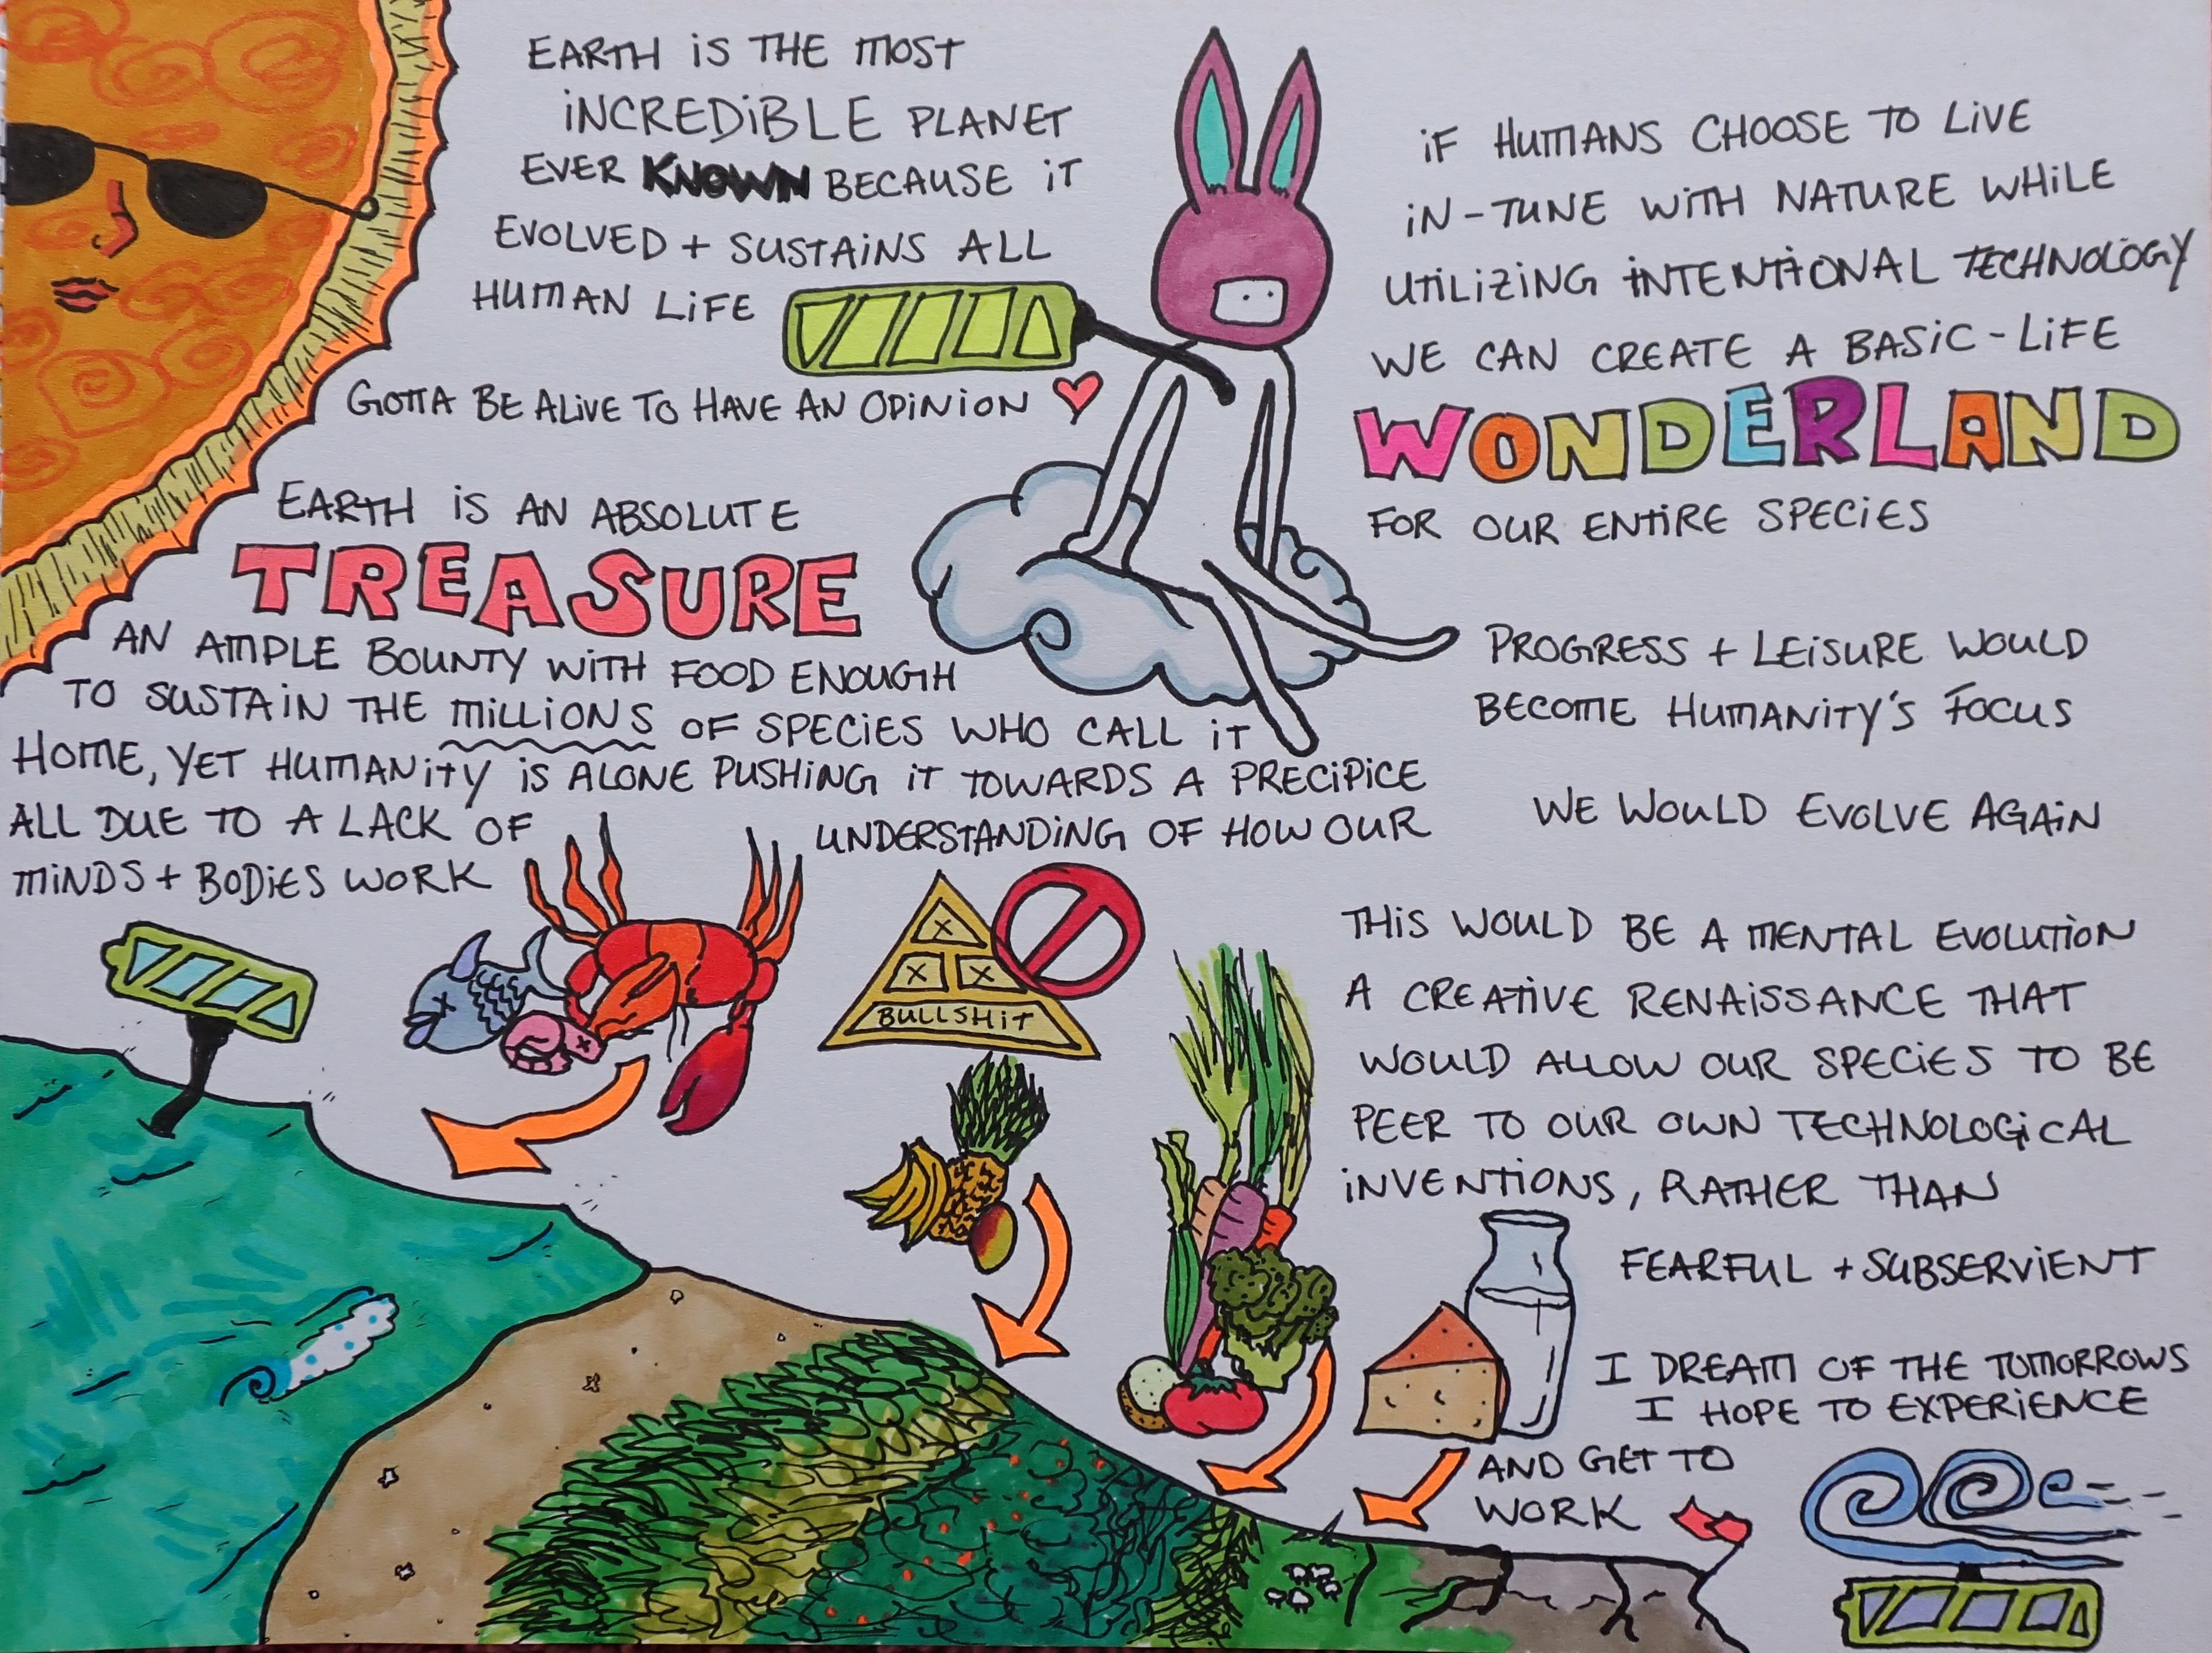 EARTH IS THE MOST
INCREDIBLE PLANET
EVER KNOWN BECAUSE IT
EVOLVED + SUSTAINS ALL
HUMAN LIFE
GOTTA BE ALIVE TO HAVE AN OPINION
EARTH IS AN ABSOLUTE
TREASURE
AN AMPLE BOUNTY WITH FOOD ENOUGH
TO SUSTAIN THE MILLIONS OF SPECIES WHO CALL IT
HOME, YET HUMANITY IS ALONE PUSHING IT TOWARDS A PRECIPICE
ALL DUE TO A LACK OF UNDERSTANDING OF HOW OUR
MINDS + BODIES WORK
X
X X
BULLSHIT
IF HUMANS CHOOSE TO LIVE
IN-TUNE WITH NATURE WHILE
UTILIZING INTENTIONAL TECHNOLOGY
WE CAN CREATE A BASIC-LIFE
WONDERLAND
FOR OUR ENTIRE SPECIES
PROGRESS + LEISURE WOULD
BECOME HUMANITY'S FOCUS
WE WOULD EVOLVE AGAIN
THIS WOULD BE A MENTAL EVOLUTION
A CREATIVE RENAISSANCE THAT
WOULD ALLOW OUR SPECIES TO BE
PEER TO OUR OWN TECHNOLOGICAL
INVENTIONS, RATHER THAN
FEARFUL + SUBSERVIENT
I DREAM OF THE TOMORROWS
I HOPE TO EXPERIENCE
AND GET TO
WORK